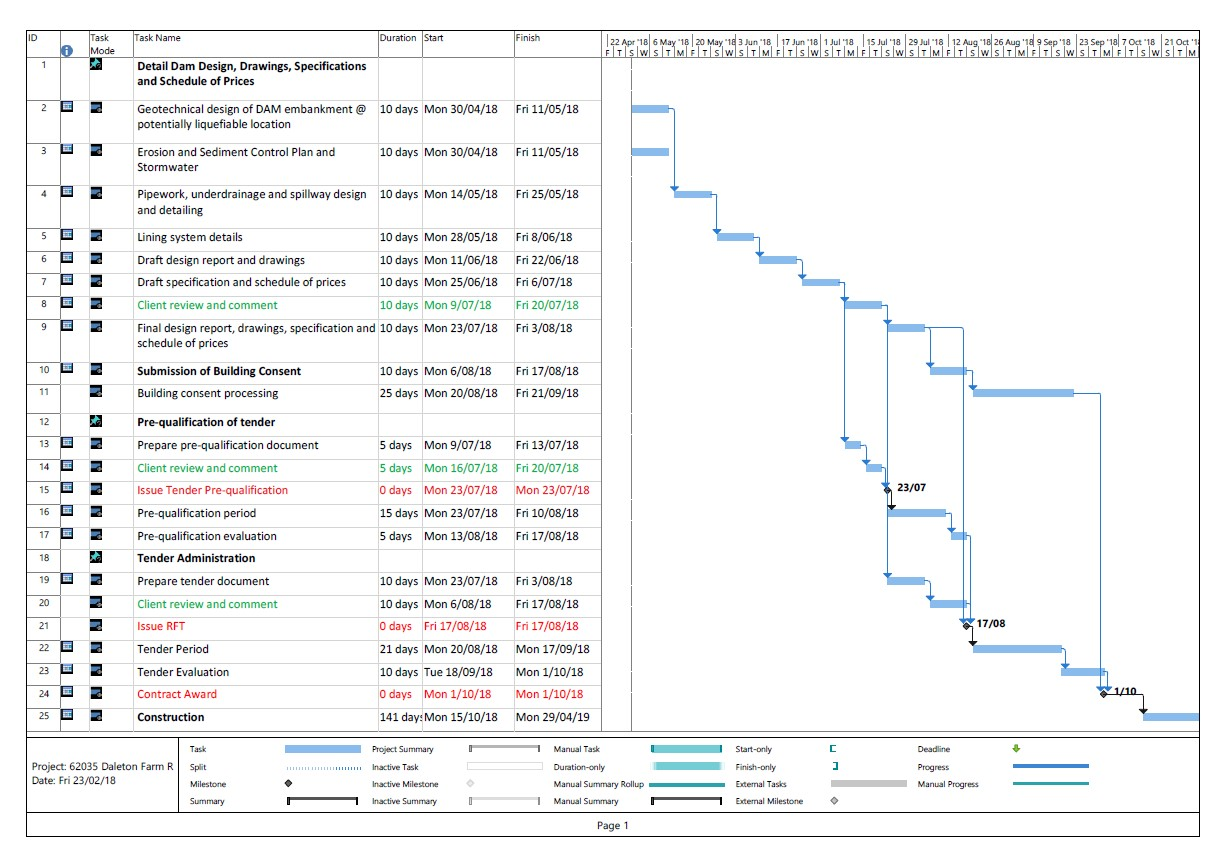 ID Task Mode Task Name Duration Start Finish
22 Apr '18 6 May '18 20 May '18 3 Jun '18 17 Jun '18 1 Jul '18 15 Jul '18 29 Jul '18 12 Aug '18 26 Aug '18 9 Sep '18 23 Sep '18 7 Oct '18 21 Oct '18
F T S W S T M F T S W S T M F T S W S T M F T S W S T M
1 Detail Dam Design, Drawings, Specifications
and Schedule of Prices
2 Geotechnical design of DAM embankment @ 10 days Mon 30/04/18 Fri 11/05/18
potentially liquefiable location
3 Erosion and Sediment Control Plan and 10 days Mon 30/04/18 Fri 11/05/18
Stormwater
4 Pipework, underdrainage and spillway design 10 days Mon 14/05/18 Fri 25/05/18
and detailing
5 Lining system details 10 days Mon 28/05/18 Fri 8/06/18
6 Draft design report and drawings 10 days Mon 11/06/18 Fri 22/06/18
7 Draft specification and schedule of prices 10 days Mon 25/06/18 Fri 6/07/18
8 Client review and comment 10 days Mon 9/07/18 Fri 20/07/18
9 Final design report, drawings, specification and 10 days Mon 23/07/18 Fri 3/08/18
schedule of prices
10 Submission of Building Consent 10 days Mon 6/08/18 Fri 17/08/18
11 Building consent processing 25 days Mon 20/08/18 Fri 21/09/18
12 Pre-qualification of tender
13 Prepare pre-qualification document 5 days Mon 9/07/18 Fri 13/07/18
14 Client review and comment 5 days Mon 16/07/18 Fri 20/07/18
15 Issue Tender Pre-qualification 0 days Mon 23/07/18 Mon 23/07/18 23/07
16 Pre-qualification period 15 days Mon 23/07/18 Fri 10/08/18
17 Pre-qualification evaluation 5 days Mon 13/08/18 Fri 17/08/18
18 Tender Administration
19 Prepare tender document 10 days Mon 23/07/18 Fri 3/08/18
20 Client review and comment 10 days Mon 6/08/18 Fri 17/08/18
21 Issue RFT 0 days Fri 17/08/18 Fri 17/08/18 17/08
22 Tender Period 21 days Mon 20/08/18 Mon 17/09/18
23 Tender Evaluation 10 days Tue 18/09/18 Mon 1/10/18
24 Contract Award 0 days Mon 1/10/18 Mon 1/10/18 1/10
25 Construction 141 days Mon 15/10/18 Mon 29/04/19
Project: 62035 Daleton Farm R
Date: Fri 23/02/18
Task Project Summary Manual Task Start-only Deadline
Split Inactive Task Duration-only Finish-only Progress
Milestone Inactive Milestone Manual Summary Rollup External Tasks Manual Progress
Summary Inactive Summary Manual Summary External Milestone
Page 1